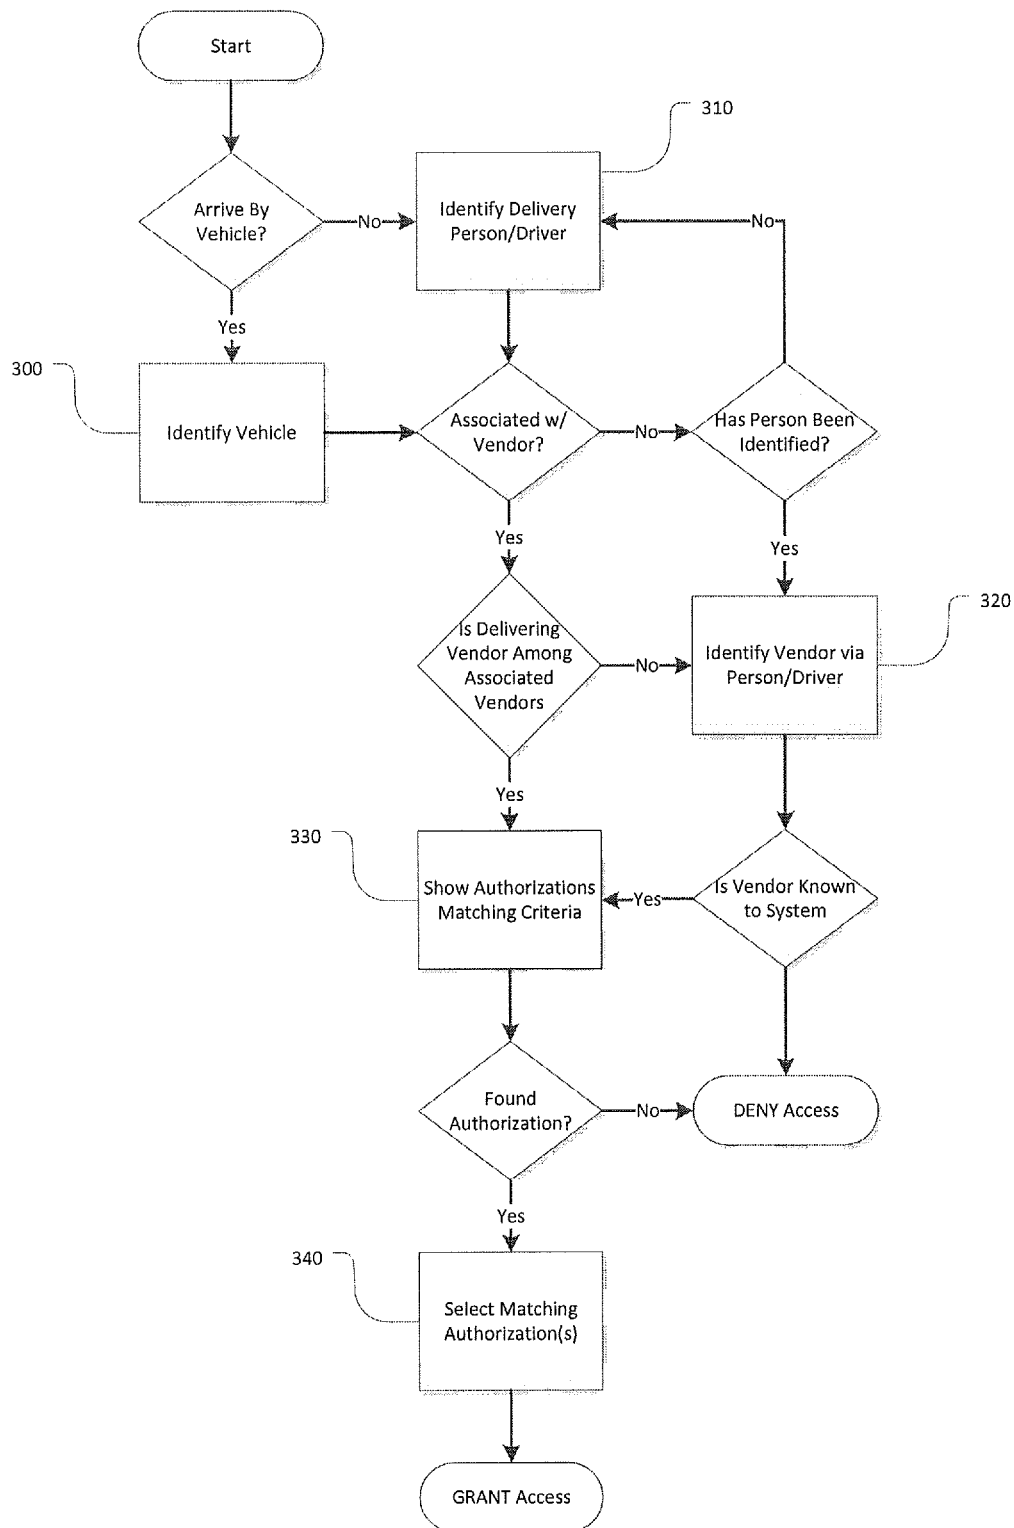 Start
310
Arrive By
Vehicle?
No
Identify Delivery
Person/Driver
No
Yes
300
Identify Vehicle
Associated w/
Vendor?
No
Has Person Been
Identified?
Yes
Yes
Is Delivering
Vendor Among
Associated
Vendors
No
Identify Vendor via
Person/Driver
320
Yes
330
Show Authorizations
Matching Criteria
Yes
Is Vendor Known
to System
Found
Authorization?
No
DENY Access
Yes
340
Select Matching
Authorization(s)
GRANT Access